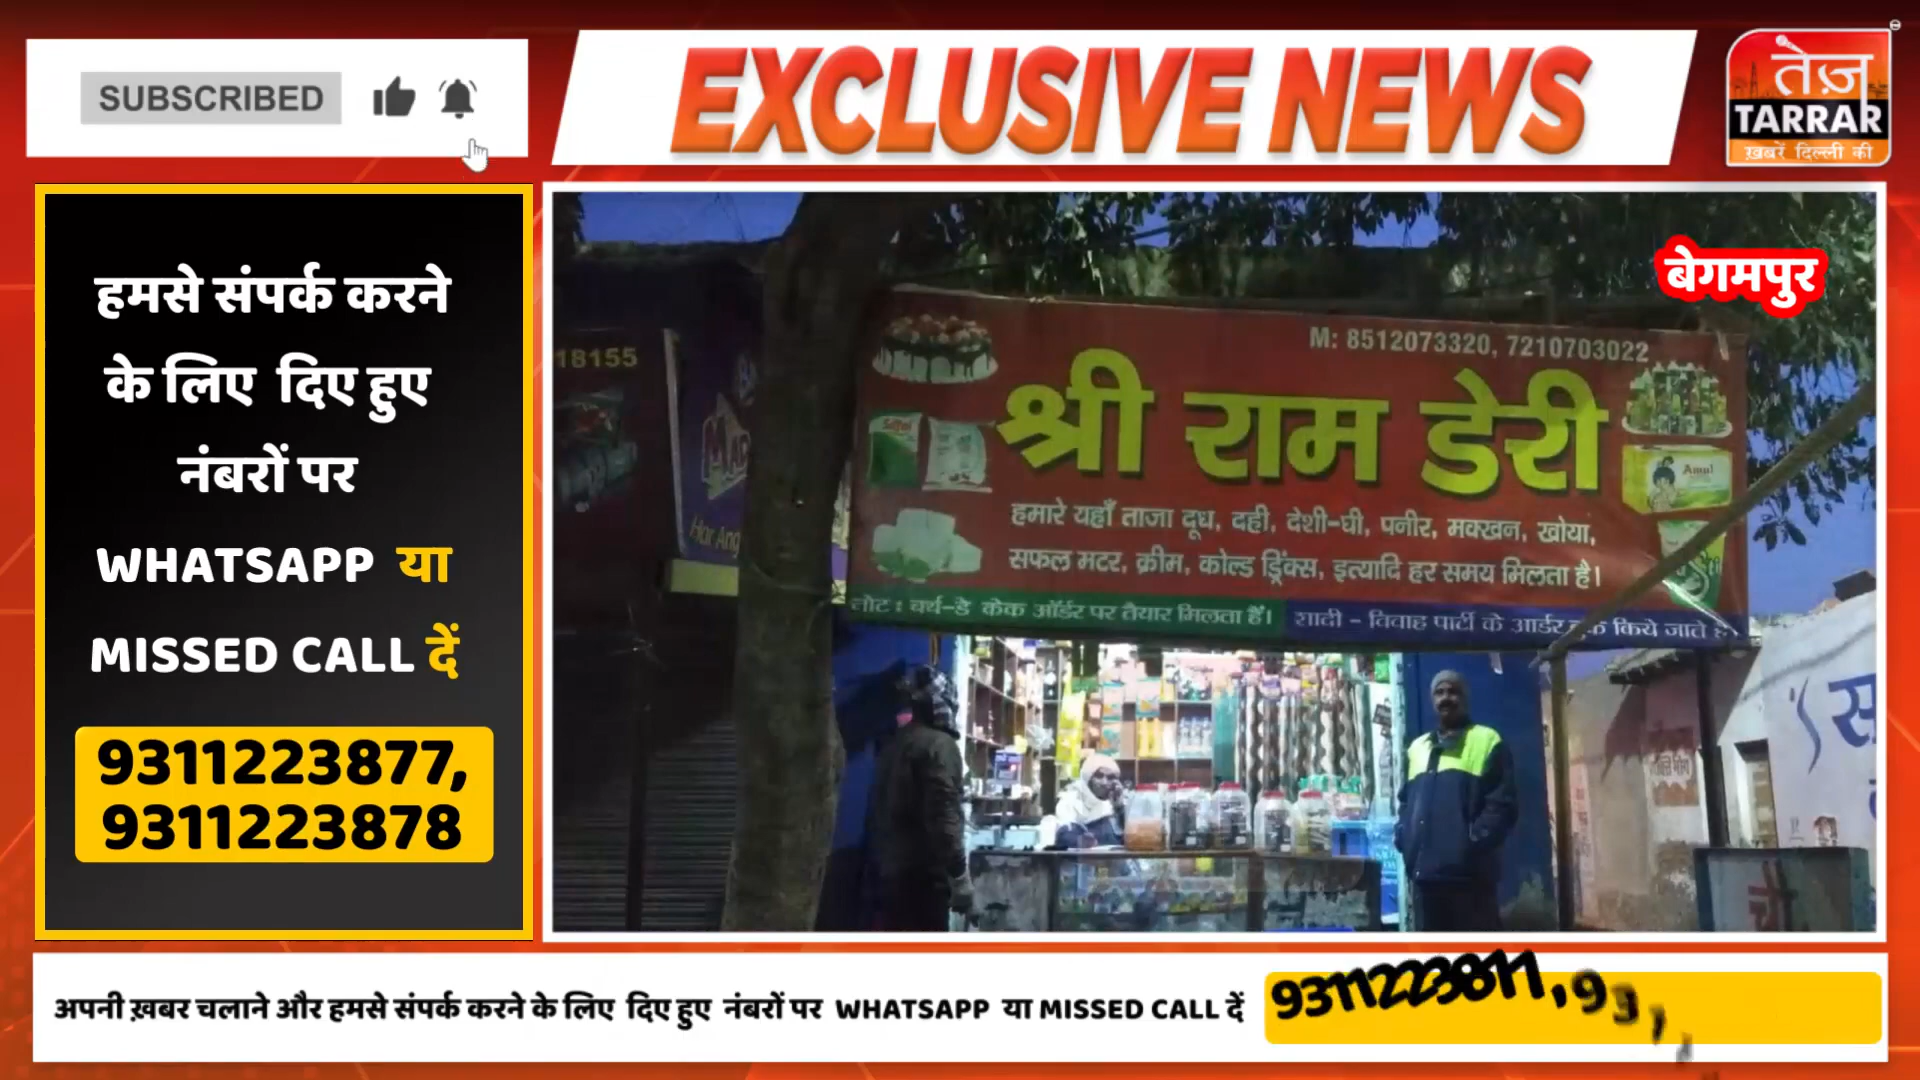 SUBSCRIBED
EXCLUSIVE NEWS
तेज़
TARRAR
ख़बरें दिल्ली की
हमसे संपर्क करने
के लिए दिए हुए
नंबरों पर
WHATSAPP या
MISSED CALL दें
9311223877,
9311223878
बेगमपुर
18155
M: 8512073320, 7210703022
श्री राम डेरी
Amul
हमारे यहाँ ताजा दूध, दही, देशी-घी, पनीर, मक्खन, खोया,
सफल मटर, क्रीम, कोल्ड ड्रिंक्स, इत्यादि हर समय मिलता है।
नोट : बर्थ-डे केक ऑर्डर पर तैयार मिलता है। शादी - विवाह पार्टी के आर्डर बुक किये जाते है।
अपनी ख़बर चलाने और हमसे संपर्क करने के लिए दिए हुए नंबरों पर WHATSAPP या MISSED CALL दें